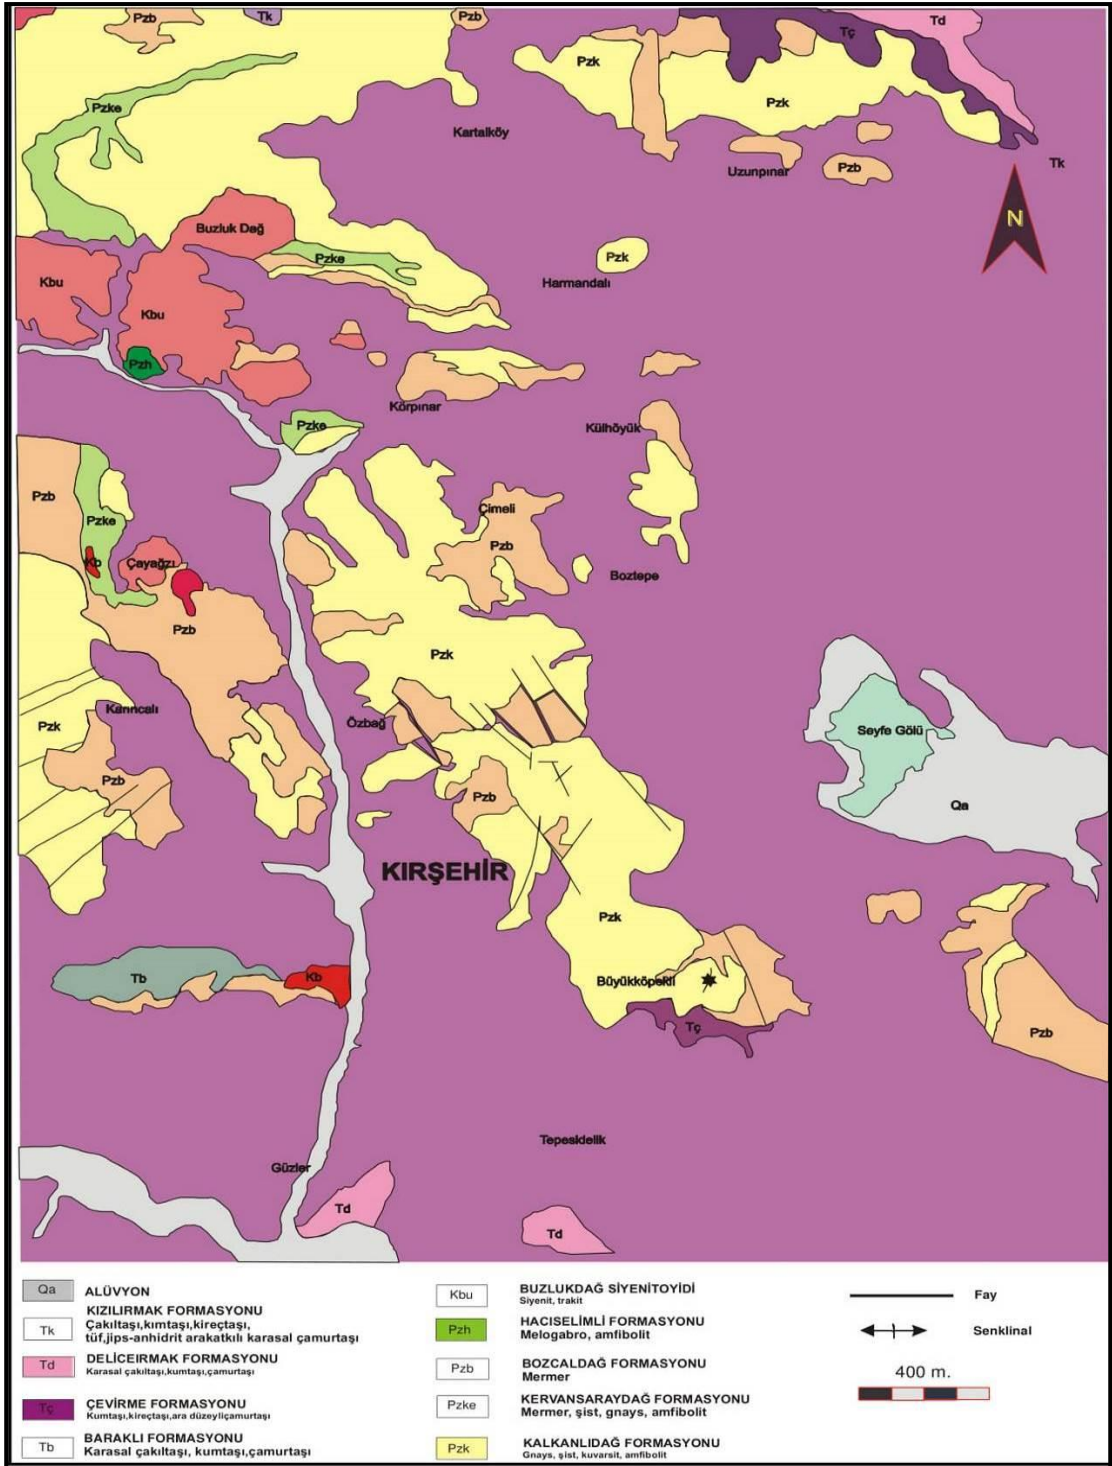 Pzb
Tk
Pzb
Td
Tç
Pzk
Pzke
Pzk
Kartalköy
Tk
Uzunpınar
Pzb
N
Buzluk Dağ
Pzke
Pzk
Kbu
Harmandalı
Kbu
Pzh
Körpınar
Pzke
Külhöyük
Pzb
Çimeli
Pzke
Pzb
Kb
Çayağzı
Boztepe
Pzb
Pzk
Karıncalı
Özbağ
Pzk
Seyfe Gölü
Pzb
Pzb
Qa
KIRŞEHİR
Pzk
Tb
Kb
Büyükköpekli
Tç
Pzb
Tepesidelik
Güzler
Td
Td
Qa ALÜVYON
Tk KIZILIRMAK FORMASYONU
Çakıltaşı,kımtaşı,kireçtaşı,
tüf,jips-anhidrit arakatkılı karasal çamurtaşı
Td DELİCEIRMAK FORMASYONU
Karasal çakıltaşı,kumtaşı,çamurtaşı
Tç ÇEVİRME FORMASYONU
Kumtaşı,kireçtaşı,ara düzeyliçamurtaşı
Tb BARAKLI FORMASYONU
Karasal çakıltaşı, kumtaşı,çamurtaşı
Kbu BUZLUKDAĞ SİYENİTOYİDİ
Siyenit, trakit
Pzh HACISELİMLİ FORMASYONU
Melogabro, amfibolit
Pzb BOZCALDAĞ FORMASYONU
Mermer
Pzke KERVANSARAYDAĞ FORMASYONU
Mermer, şist, gnays, amfibolit
Pzk KALKANLIDAĞ FORMASYONU
Gnays, şist, kuvarsit, amfibolit
Fay
Senklinal
400 m.